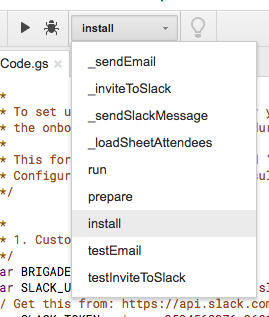 install
Code.gs ×
_sendEmail
_inviteToSlack
_sendSlackMessage
_loadSheetAttendees
run
prepare
install
testEmail
testInviteToSlack
*
* To set u
* the onbo
*
* This for
* Configur
*/
*
* 1. Custo
*/
ar BRIGADE
ar SLACK_U
/ Get this from: https://api.slack.com